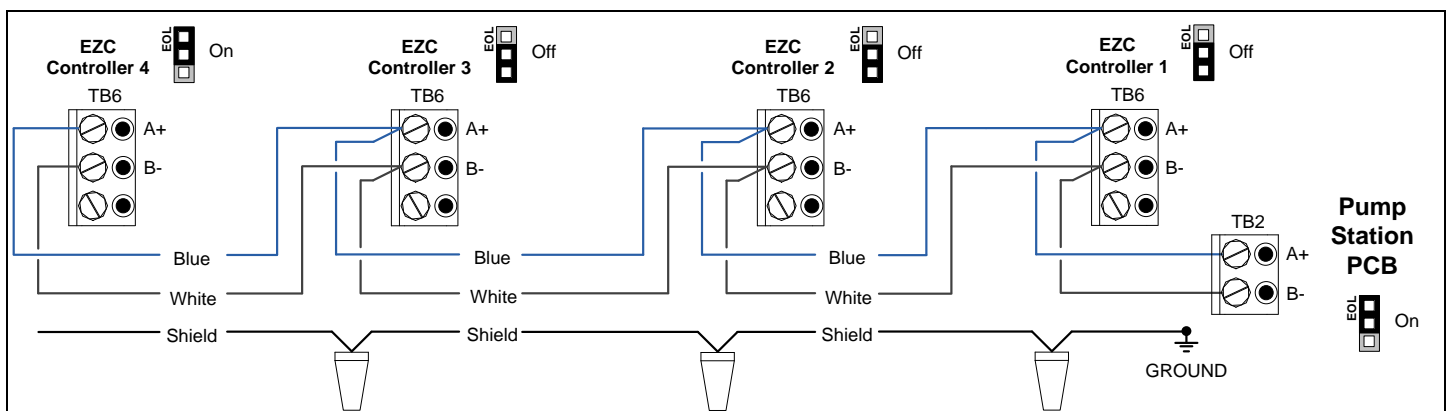 EZC
Controller 4
EOL
On
EZC
Controller 3
EOL
Off
EZC
Controller 2
EOL
Off
EZC
Controller 1
EOL
Off
TB6
A+
B-
TB6
A+
B-
TB6
A+
B-
TB6
A+
B-
TB2
A+
B-
Pump
Station
PCB
EOL
On
Blue
Blue
Blue
White
White
White
Shield
Shield
Shield
GROUND